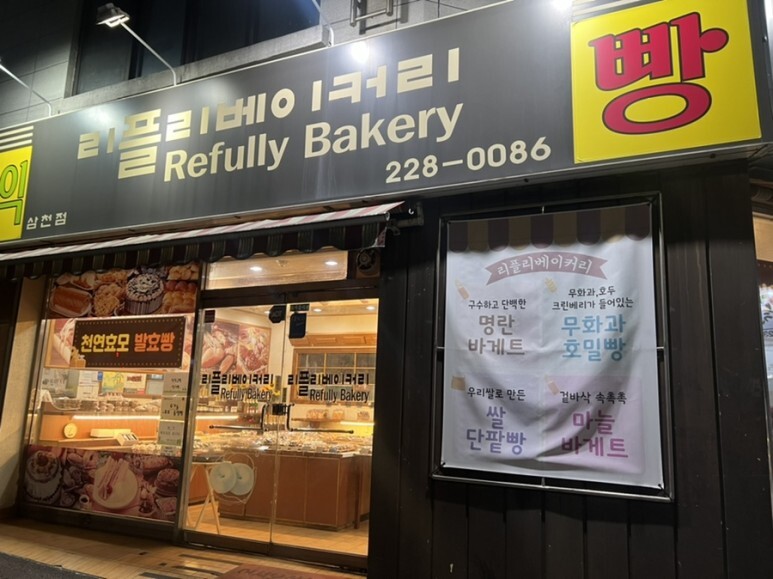 리플리베이커리
Refully Bakery
228-0086
빵
익
삼천점
천연효모 발효빵
리플리베이커리
Refully Bakery
리플리베이커리
Refully Bakery
리플리베이커리
구수하고 단백한
명란
바게트
무화과,호두
크린베리가 들어있는
무화과
호밀빵
우리쌀로 만든
쌀
단팥빵
겉바삭 속촉촉
마늘
바게트